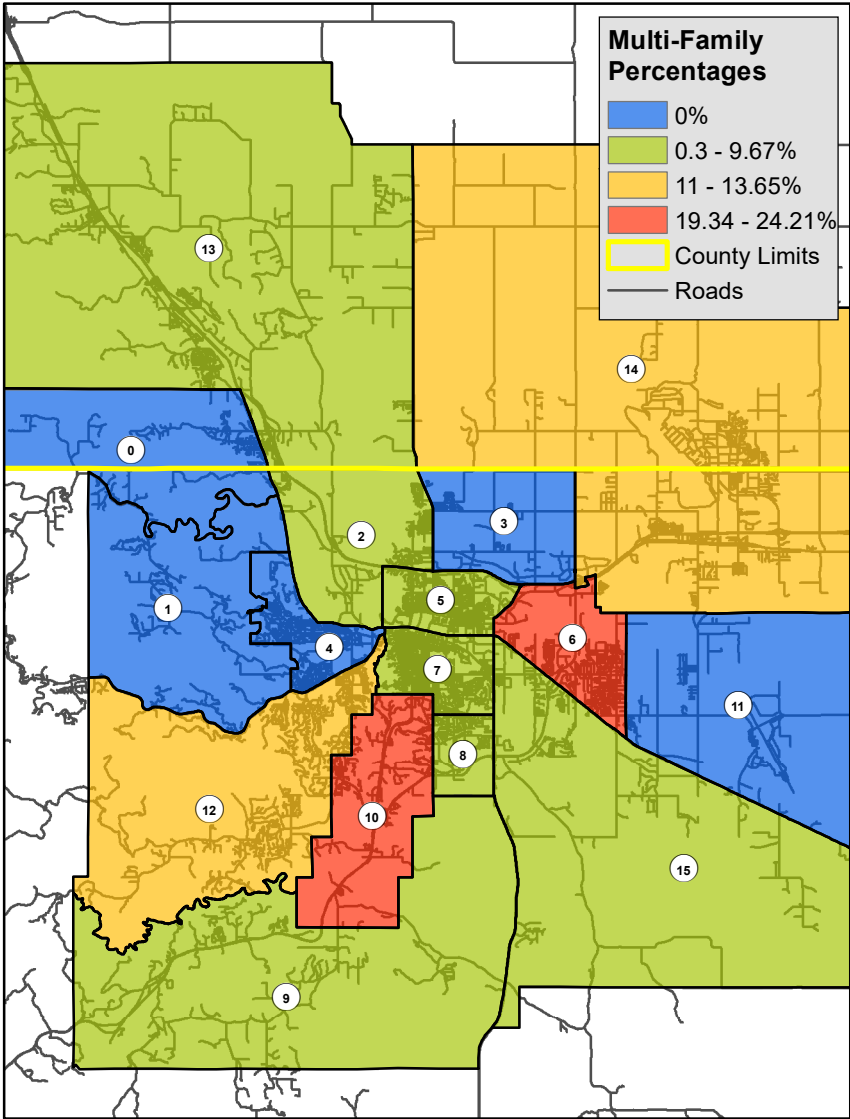 Multi-Family
Percentages
0%
0.3 - 9.67%
11 - 13.65%
19.34 - 24.21%
County Limits
Roads
13
14
0
3
2
5
1
6
4
7
11
8
12
10
15
9